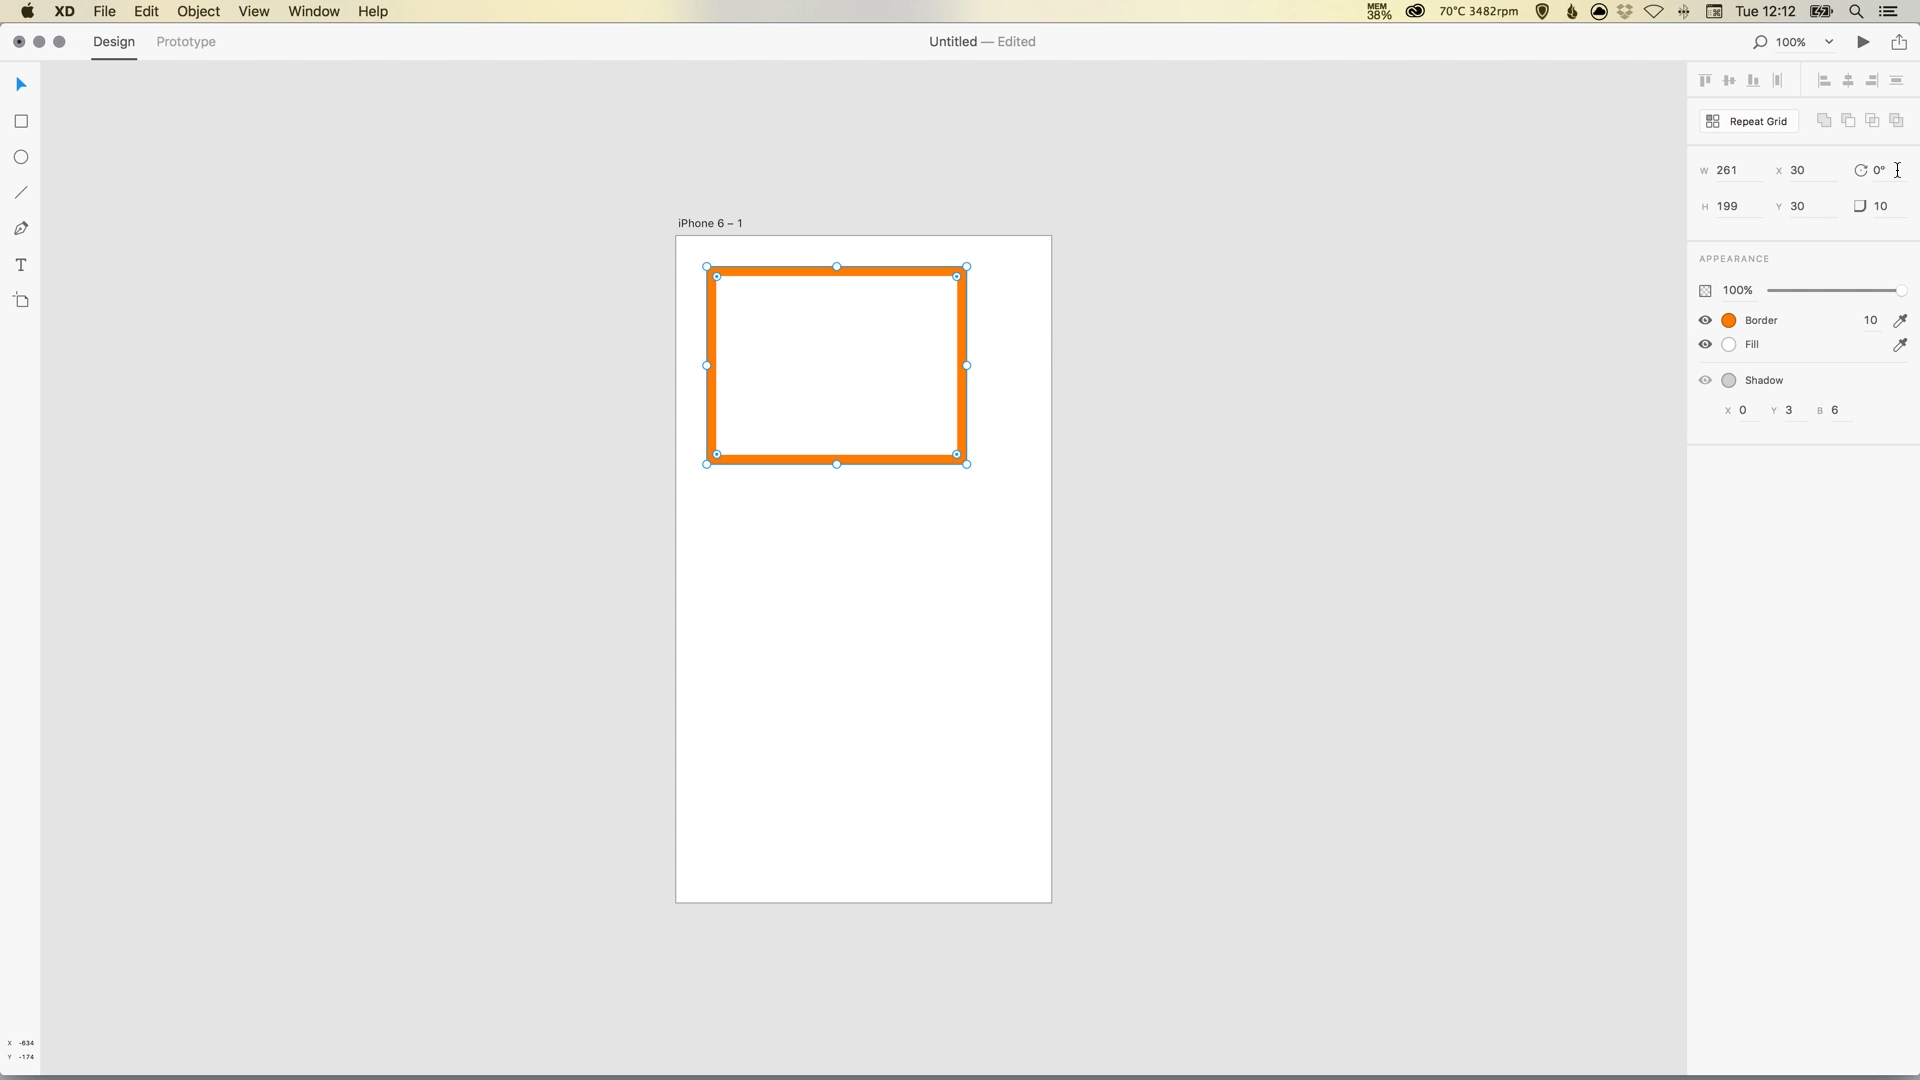 XD File Edit Object View Window Help MEM 38% 70°C 3482rpm Tue 12:12
Design Prototype Untitled — Edited 100%
Repeat Grid
W 261 X 30 0°
H 199 Y 30 10
iPhone 6 – 1
APPEARANCE
100%
Border 10
Fill
Shadow
X 0 Y 3 B 6
X -634
Y -174